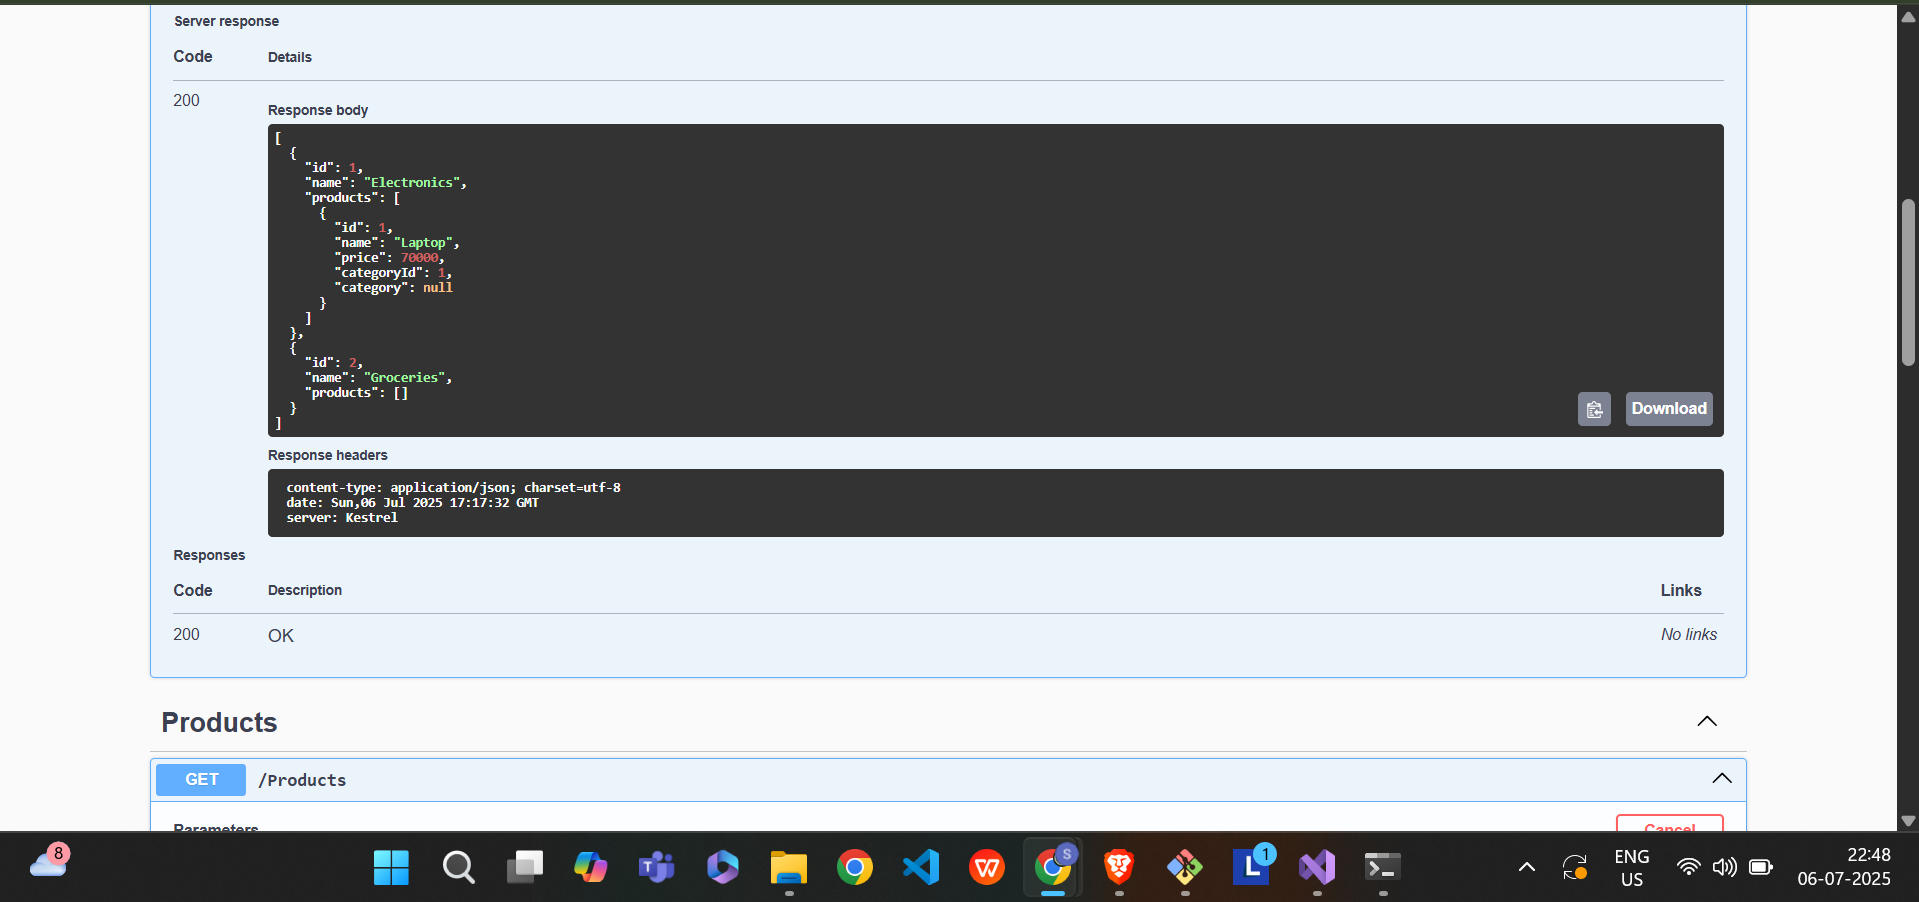 Server response
Code Details
200
Response body
[
  {
    "id": 1,
    "name": "Electronics",
    "products": [
      {
        "id": 1,
        "name": "Laptop",
        "price": 70000,
        "categoryId": 1,
        "category": null
      }
    ]
  },
  {
    "id": 2,
    "name": "Groceries",
    "products": []
  }
]
Download
Response headers
content-type: application/json; charset=utf-8
date: Sun,06 Jul 2025 17:17:32 GMT
server: Kestrel
Responses
Code Description Links
200 OK No links
Products
GET /Products
Parameters Cancel
8
S
1
L
T
W
ENG
US
22:48
06-07-2025